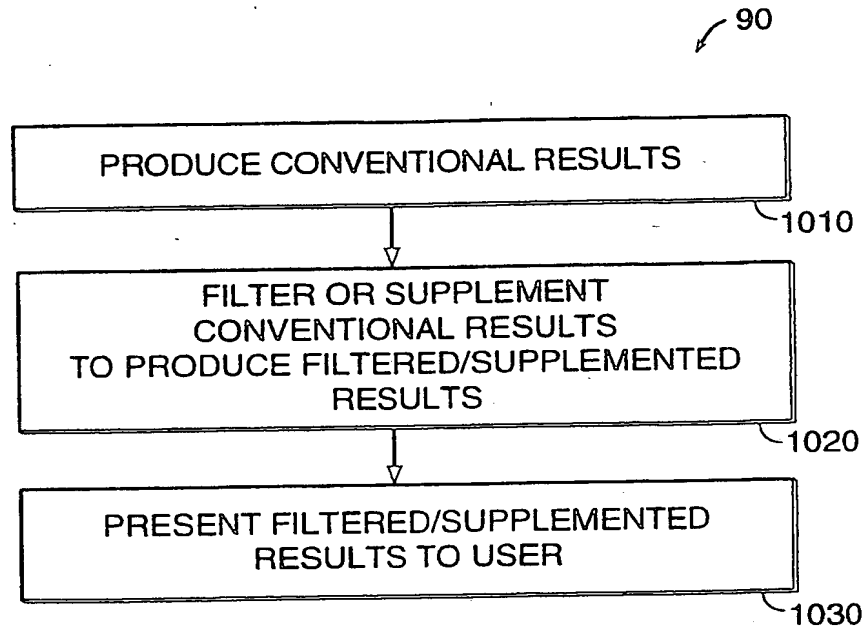 90
PRODUCE CONVENTIONAL RESULTS
1010
FILTER OR SUPPLEMENT
CONVENTIONAL RESULTS
TO PRODUCE FILTERED/SUPPLEMENTED
RESULTS
1020
PRESENT FILTERED/SUPPLEMENTED
RESULTS TO USER
1030